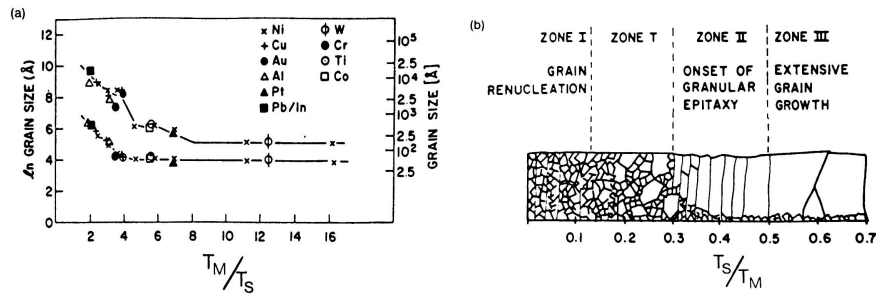 (a)
ℓn GRAIN SIZE (Å)
12
10
8
6
4
2
0
2 4 6 8 10 12 14 16
T_M/T_S
× Ni
+ Cu
● Au
△ Al
■ Pb/In
ϕ W
● Cr
○ Ti
□ Co
▲ Pt
10^5
2.5
10^4
2.5
10^3
2.5
10^2
2.5
GRAIN SIZE [Å]
(b)
ZONE I ZONE T ZONE II ZONE III
GRAIN RENUCLEATION
ONSET OF GRANULAR EPITAXY
EXTENSIVE GRAIN GROWTH
0.1 0.2 0.3 0.4 0.5 0.6 0.7
T_S/T_M